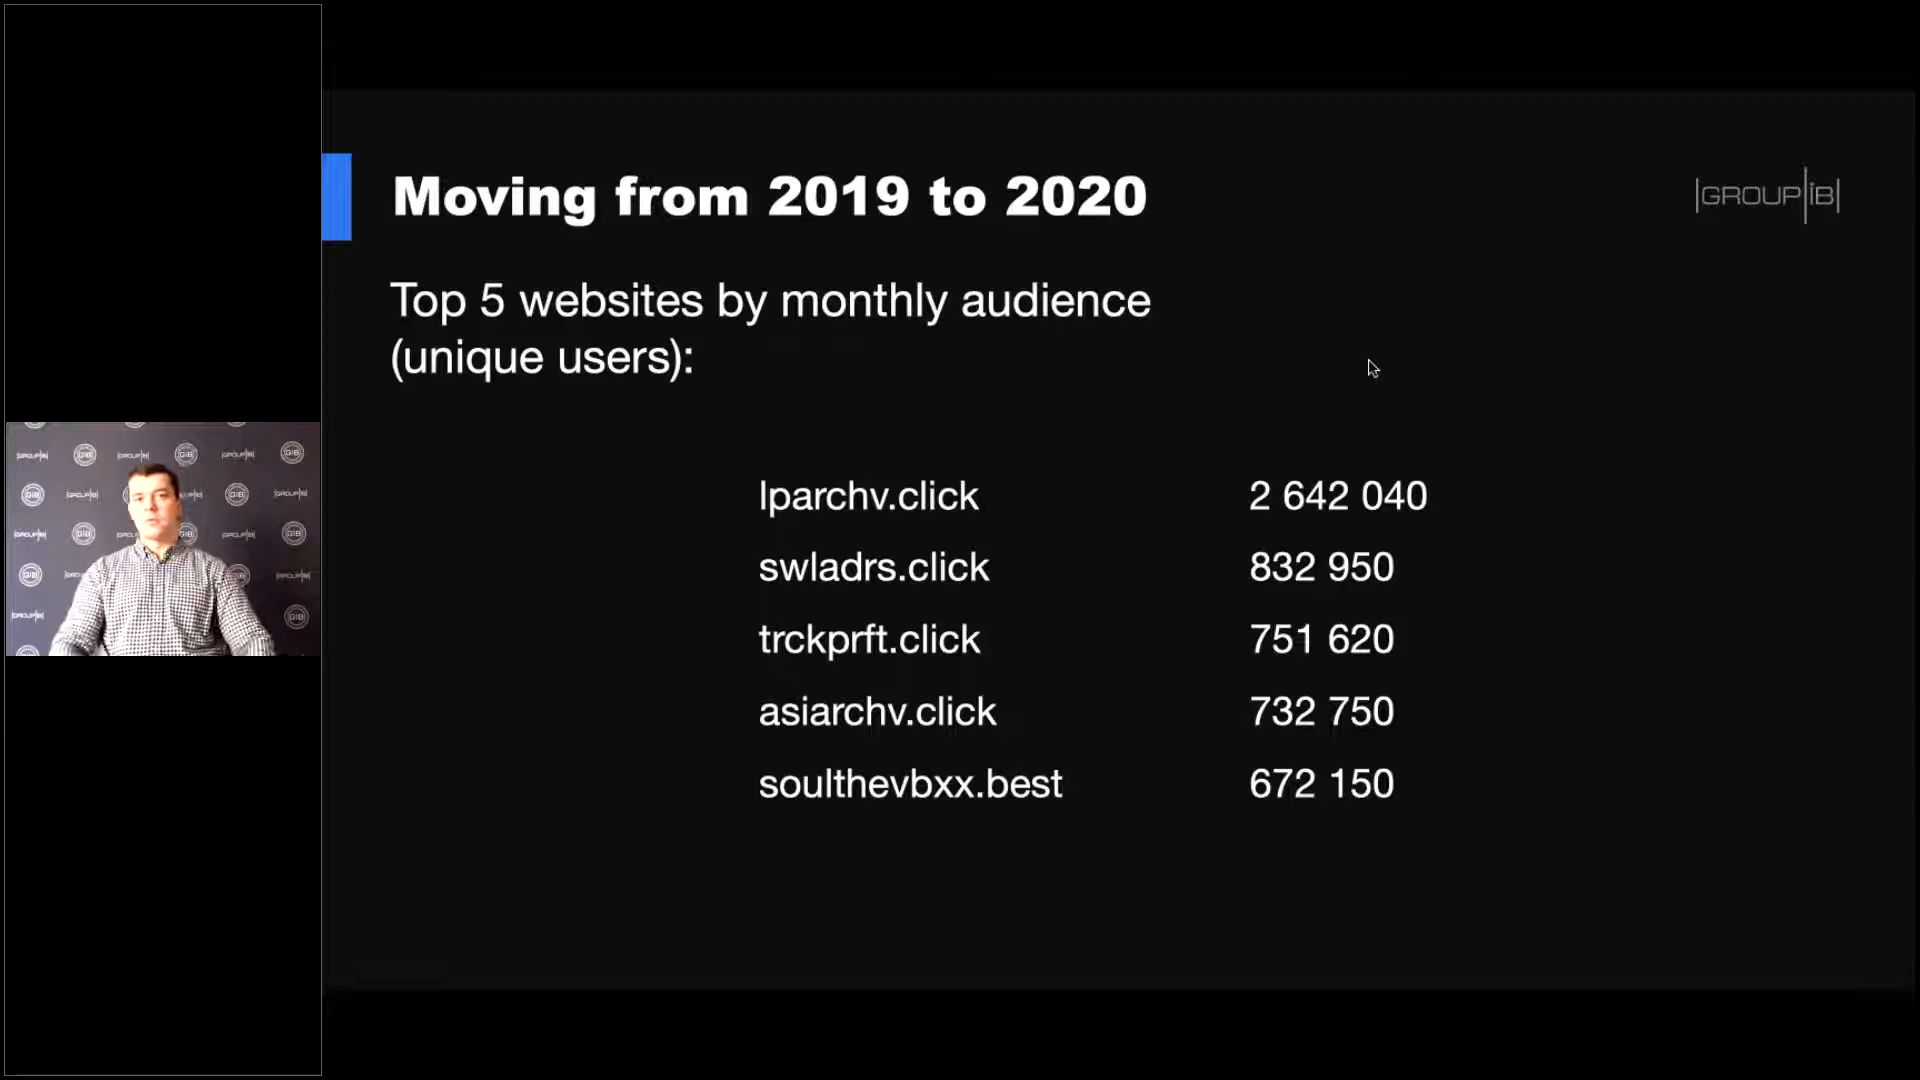 Moving from 2019 to 2020
|GROUP|iB|
Top 5 websites by monthly audience
(unique users):
lparchv.click 2 642 040
swladrs.click 832 950
trckprft.click 751 620
asiarchv.click 732 750
soulthevbxx.best 672 150